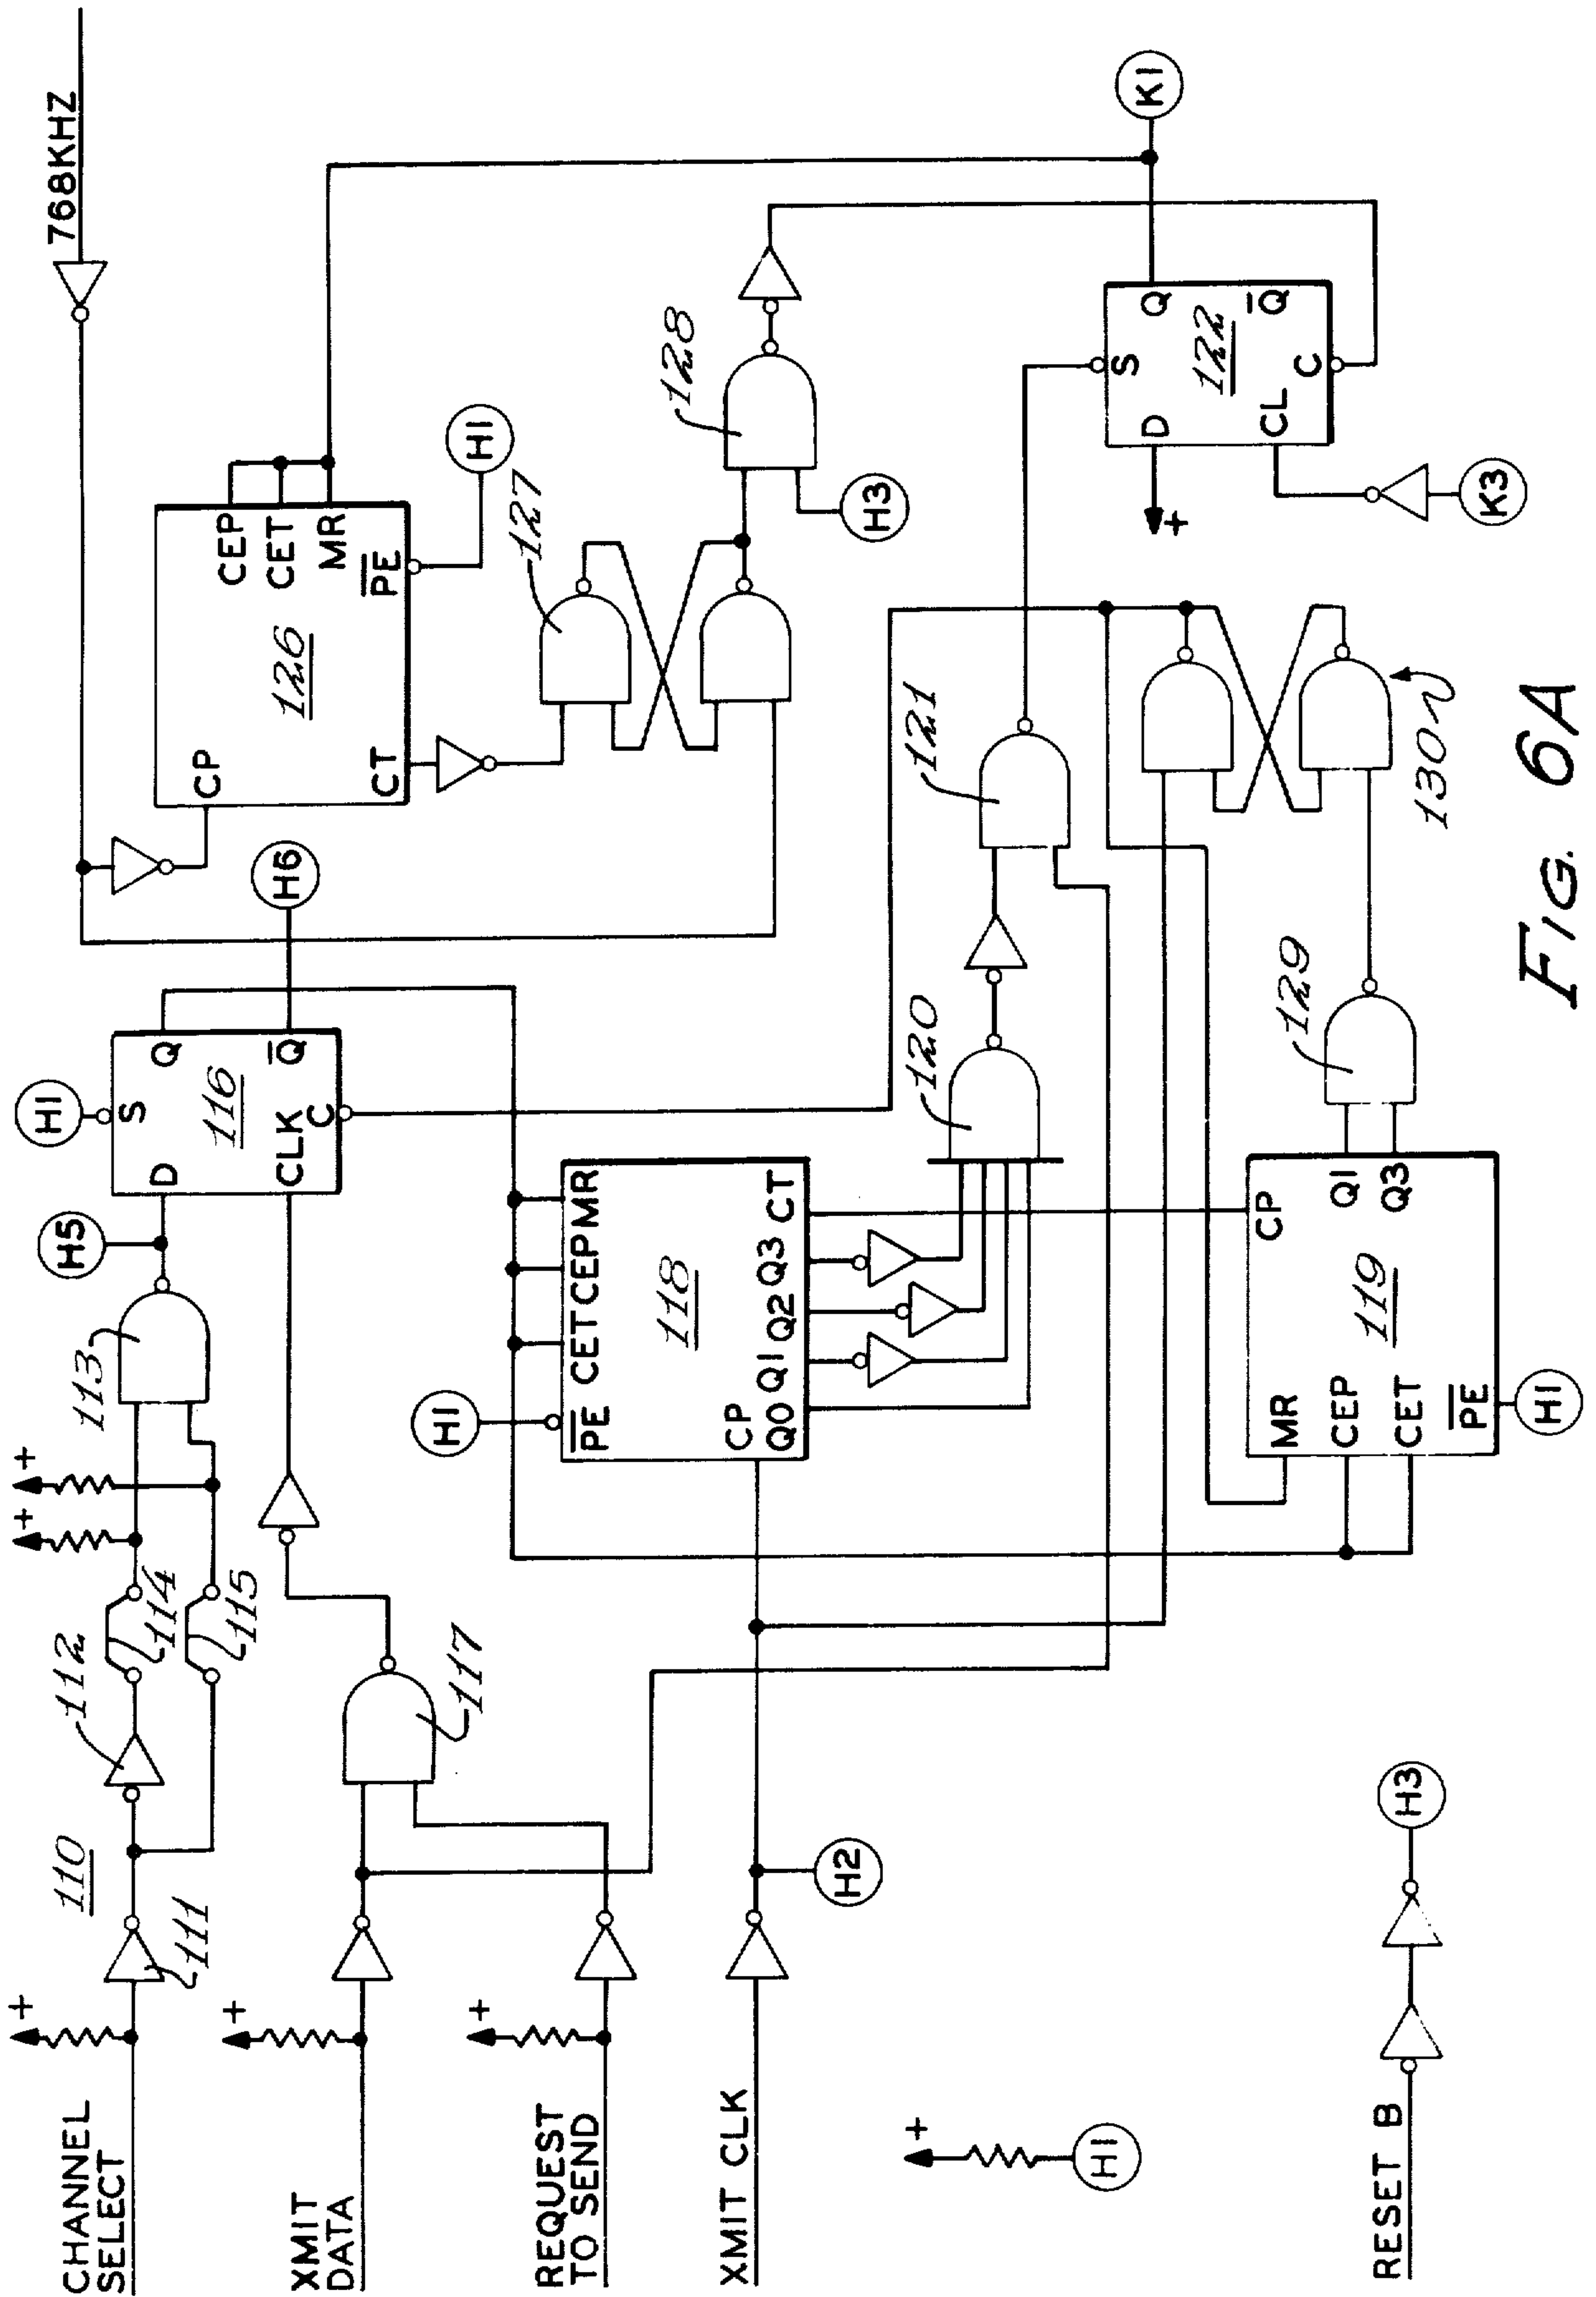 CHANNEL
SELECT
XMIT
DATA
REQUEST
TO SEND
XMIT CLK
RESET B
768KHZ
110
111
112
114
115
113
H5
H1
D
S
Q
Q̅
CLK
C
116
H6
117
H2
H1
H3
H1
P̅E̅
CET
CEP
MR
CP
118
Q0
Q1
Q2
Q3
CT
120
121
CP
CT
126
CEP
CET
MR
P̅E̅
H1
127
128
H3
K1
S
D
Q
122
Q̅
CL
C
K3
+
+
+
+
+
+
+
MR
CEP
CET
P̅E̅
H1
119
CP
Q1
Q3
129
130
FIG. 6A